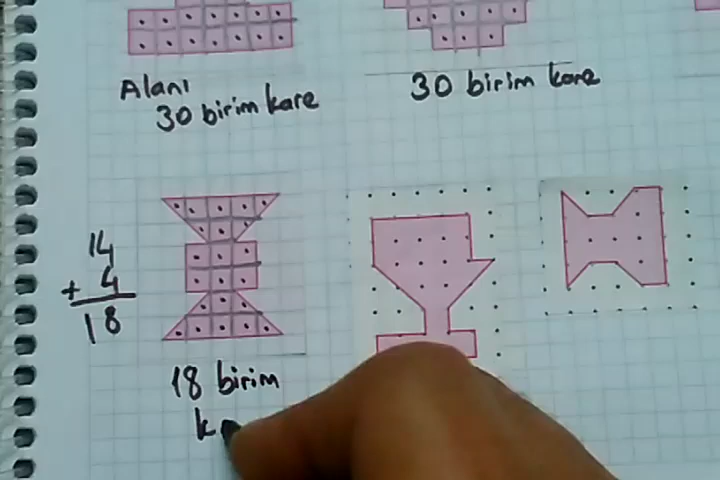 Alanı
30 birim kare
30 birim kare
14
+ 4
18
18 birim
k